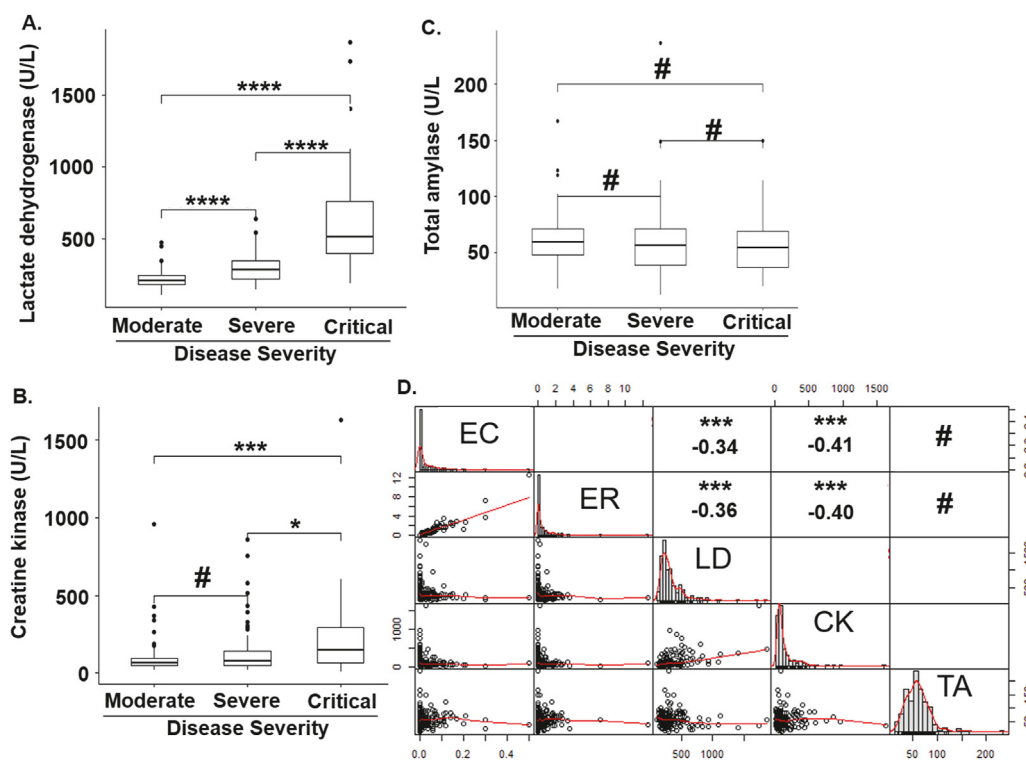 A.
Lactate dehydrogenase (U/L)
1500
1000
500
****
****
****
Moderate Severe Critical
Disease Severity
C.
Total amylase (U/L
200
150
100
50
#
#
#
Moderate Severe Critical
Disease Severity
B.
Creatine kinase (U/L)
1500
1000
500
0
***
*
#
Moderate Severe Critical
Disease Severity
D.
0 2 4 6 8 10
0 500 1000 1500
EC
***
-0.34
***
-0.41
#
12
8
4
0
ER
***
-0.36
***
-0.40
#
LD
1000
0
CK
TA
0.0 0.2 0.4
500 1000
50 100 200